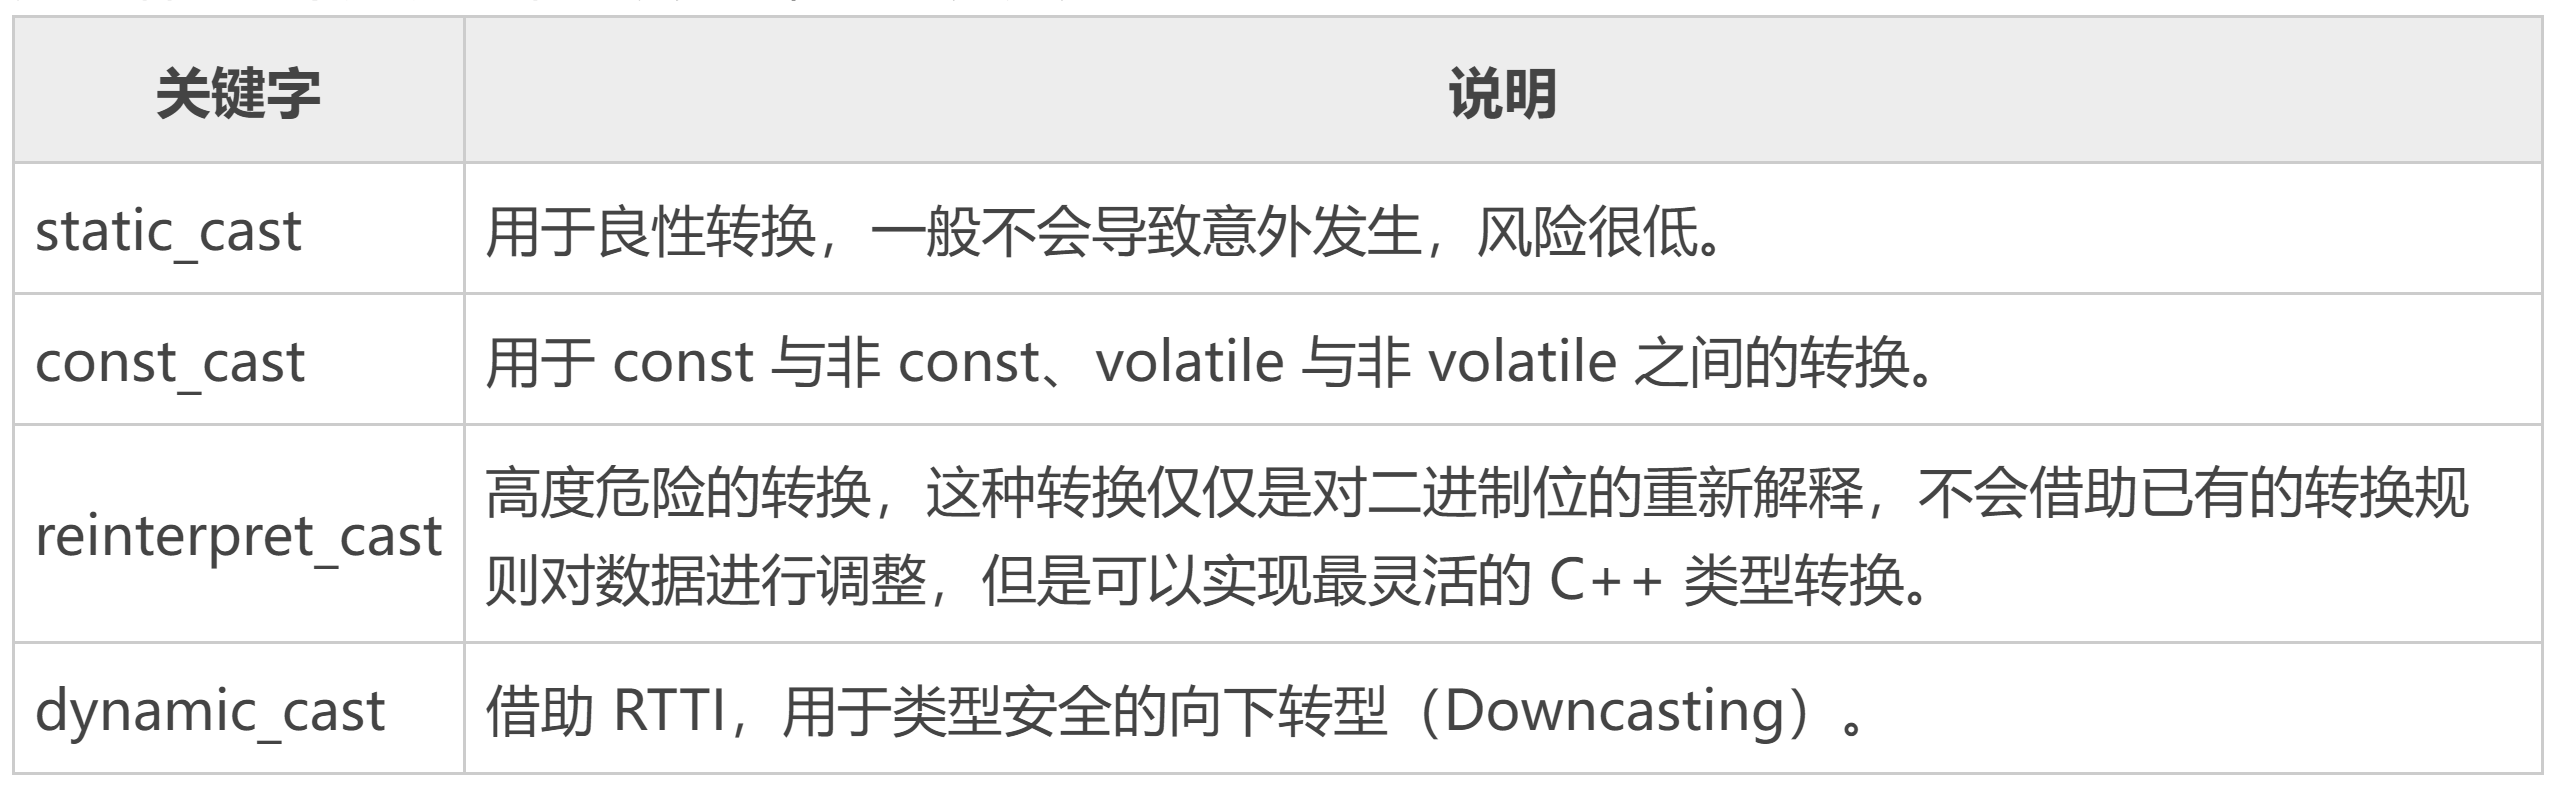 关键字
说明
static_cast
用于良性转换，一般不会导致意外发生，风险很低。
const_cast
用于 const 与非 const、volatile 与非 volatile 之间的转换。
reinterpret_cast
高度危险的转换，这种转换仅仅是对二进制位的重新解释，不会借助已有的转换规
则对数据进行调整，但是可以实现最灵活的 C++ 类型转换。
dynamic_cast
借助 RTTI，用于类型安全的向下转型（Downcasting）。